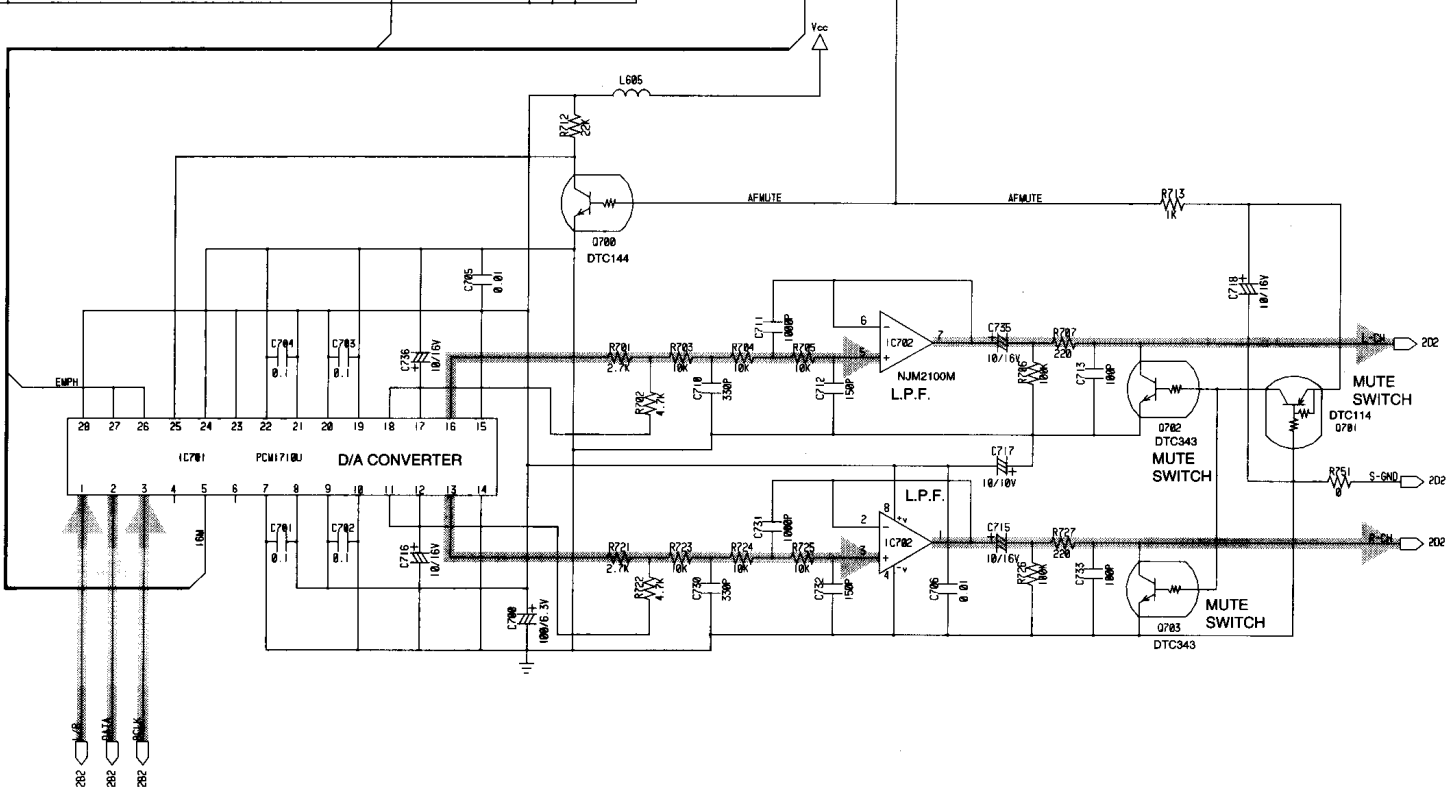 Vcc
L605
R712
22K
AFMUTE
AFMUTE
R713
1K
Q700
DTC144
C705
0.01
C718
10/16V
C704
0.1
C703
0.1
C736
10/16V
R701
2.7K
R703
10K
R704
10K
R705
10K
C711
1000P
R702
4.7K
C710
330P
C712
150P
6
5
7
IC702
NJM2100M
L.P.F.
C735
10/16V
R707
220
R706
100K
C713
100P
L-CH
2D2
MUTE
SWITCH
DTC114
Q701
Q702
DTC343
MUTE
SWITCH
EMPH
28 27 26 25 24 23 22 21 20 19 18 17 16 15
IC701 PCM1710U D/A CONVERTER
1 2 3 4 5 6 7 8 9 10 11 12 13 14
16M
C701
0.1
C702
0.1
C716
10/16V
C717
10/10V
R751
0
S-GND
2D2
L.P.F.
R721
2.7K
R723
10K
R724
10K
R725
10K
C731
1000P
R722
4.7K
C730
330P
C732
150P
2
3
8
+v
IC702
1
4
-v
C706
0.01
C715
10/16V
R727
220
R726
100K
C733
100P
R-CH
2D2
Q703
DTC343
MUTE
SWITCH
C700
100/6.3V
L/R
DATA
BCLK
2B2
2B2
2B2